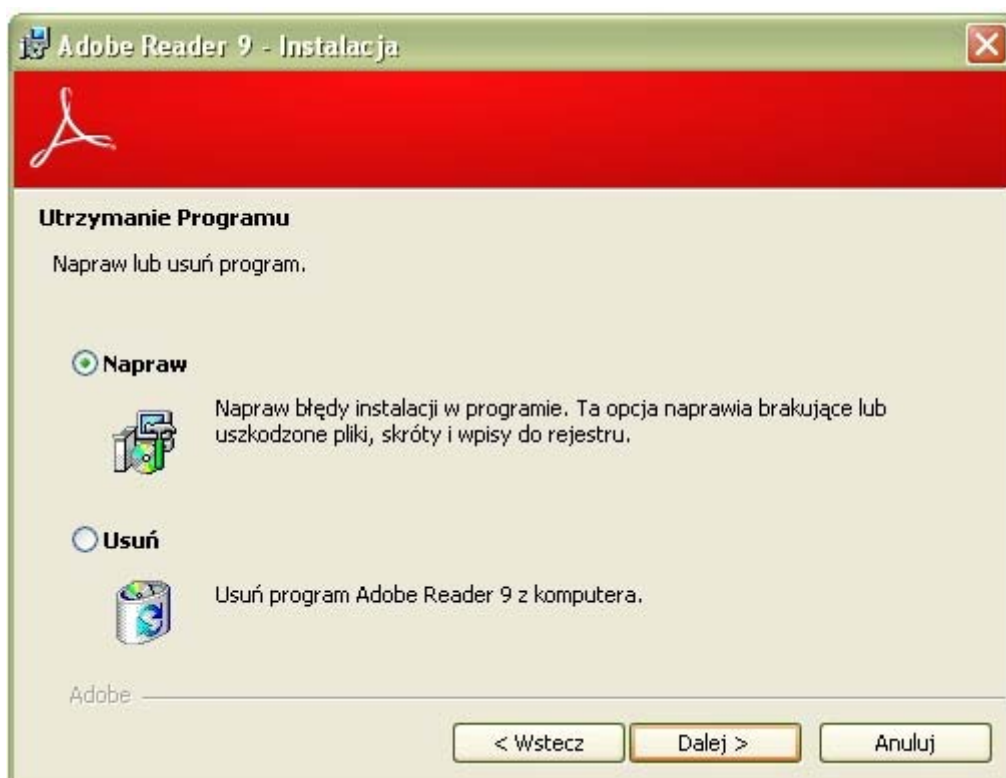 Adobe Reader 9 - Instalacja
Utrzymanie Programu
Napraw lub usuń program.
Napraw
Napraw błędy instalacji w programie. Ta opcja naprawia brakujące lub
uszkodzone pliki, skróty i wpisy do rejestru.
Usuń
Usuń program Adobe Reader 9 z komputera.
Adobe
< Wstecz
Dalej >
Anuluj